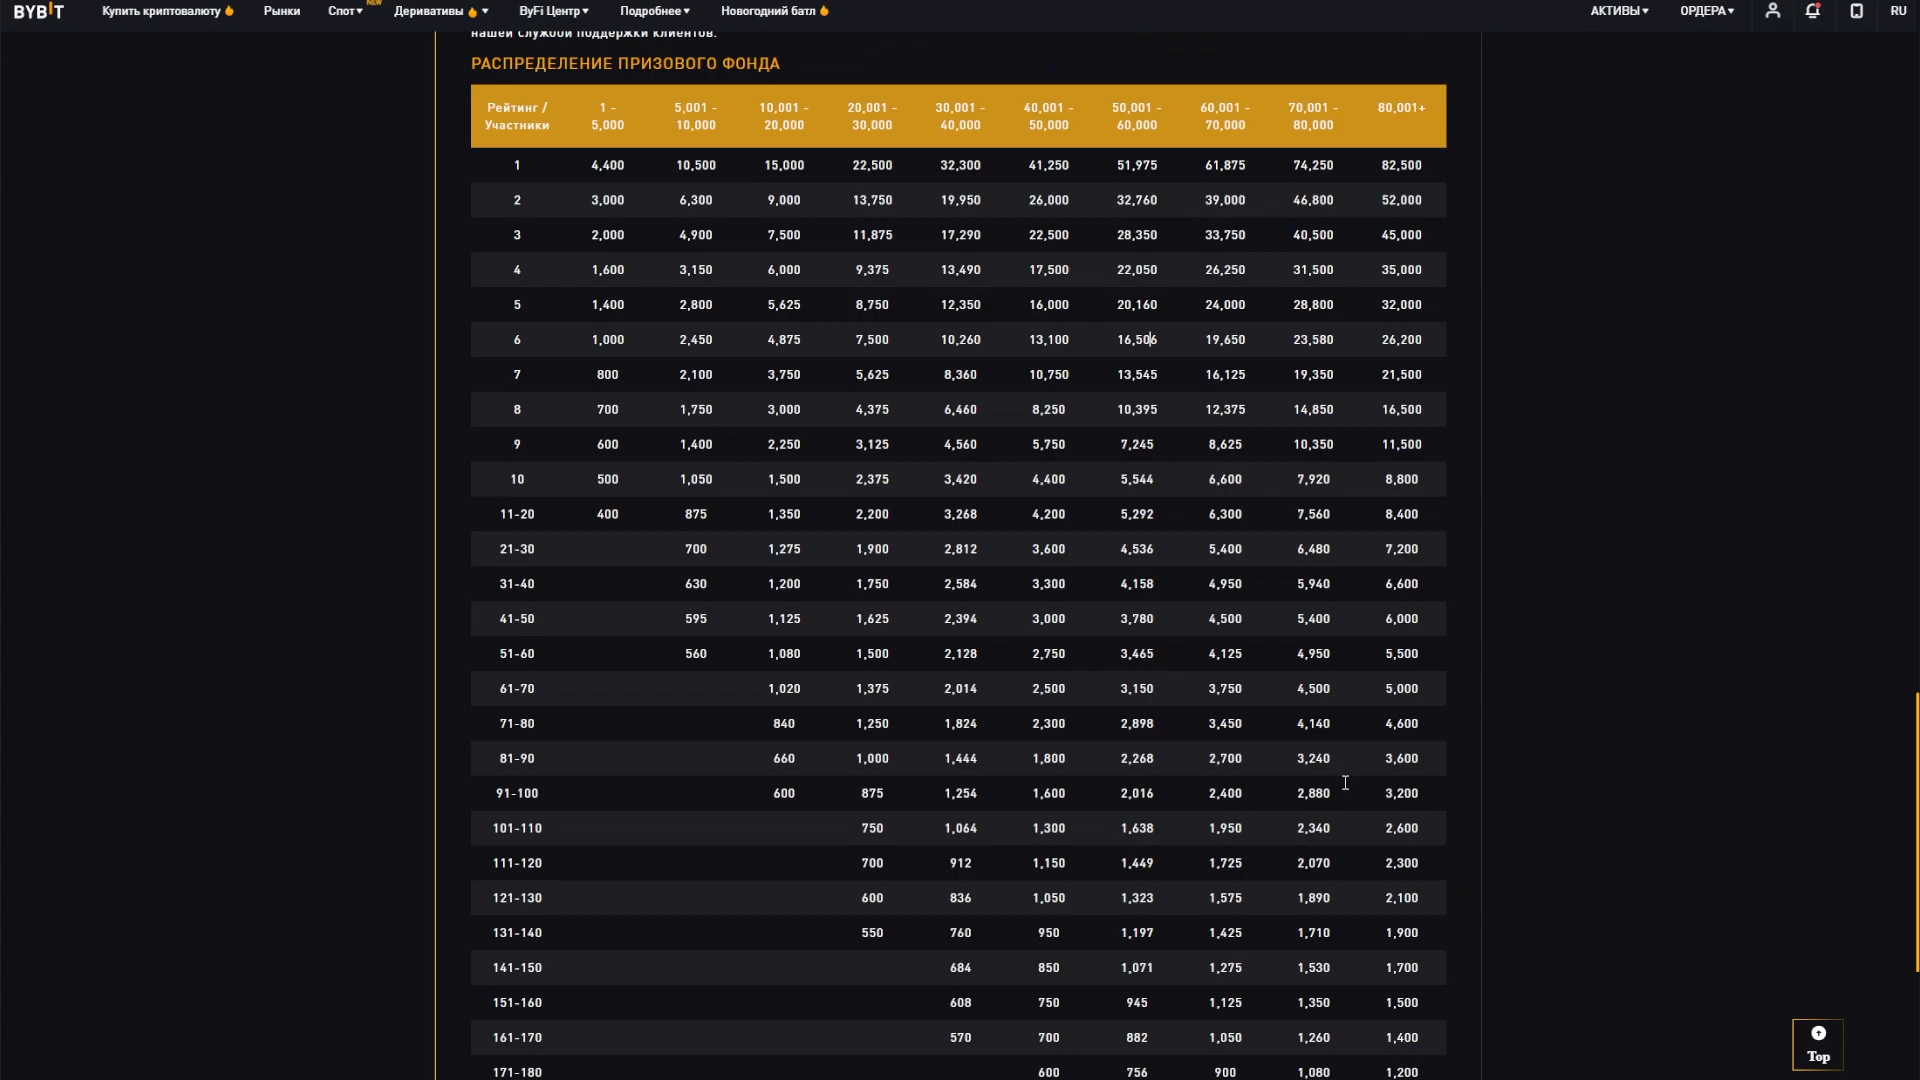 BYBIT Купить криптовалюту Рынки Спот NEW Деривативы ByFi Центр Подробнее Новогодний батл АКТИВЫ ОРДЕРА RU
нашей службой поддержки клиентов.
РАСПРЕДЕЛЕНИЕ ПРИЗОВОГО ФОНДА
Рейтинг / 1 - 5,001 - 10,001 - 20,001 - 30,001 - 40,001 - 50,001 - 60,001 - 70,001 - 80,001+
Участники 5,000 10,000 20,000 30,000 40,000 50,000 60,000 70,000 80,000
1 4,400 10,500 15,000 22,500 32,300 41,250 51,975 61,875 74,250 82,500
2 3,000 6,300 9,000 13,750 19,950 26,000 32,760 39,000 46,800 52,000
3 2,000 4,900 7,500 11,875 17,290 22,500 28,350 33,750 40,500 45,000
4 1,600 3,150 6,000 9,375 13,490 17,500 22,050 26,250 31,500 35,000
5 1,400 2,800 5,625 8,750 12,350 16,000 20,160 24,000 28,800 32,000
6 1,000 2,450 4,875 7,500 10,260 13,100 16,506 19,650 23,580 26,200
7 800 2,100 3,750 5,625 8,360 10,750 13,545 16,125 19,350 21,500
8 700 1,750 3,000 4,375 6,460 8,250 10,395 12,375 14,850 16,500
9 600 1,400 2,250 3,125 4,560 5,750 7,245 8,625 10,350 11,500
10 500 1,050 1,500 2,375 3,420 4,400 5,544 6,600 7,920 8,800
11-20 400 875 1,350 2,200 3,268 4,200 5,292 6,300 7,560 8,400
21-30 700 1,275 1,900 2,812 3,600 4,536 5,400 6,480 7,200
31-40 630 1,200 1,750 2,584 3,300 4,158 4,950 5,940 6,600
41-50 595 1,125 1,625 2,394 3,000 3,780 4,500 5,400 6,000
51-60 560 1,080 1,500 2,128 2,750 3,465 4,125 4,950 5,500
61-70 1,020 1,375 2,014 2,500 3,150 3,750 4,500 5,000
71-80 840 1,250 1,824 2,300 2,898 3,450 4,140 4,600
81-90 660 1,000 1,444 1,800 2,268 2,700 3,240 3,600
91-100 600 875 1,254 1,600 2,016 2,400 2,880 3,200
101-110 750 1,064 1,300 1,638 1,950 2,340 2,600
111-120 700 912 1,150 1,449 1,725 2,070 2,300
121-130 600 836 1,050 1,323 1,575 1,890 2,100
131-140 550 760 950 1,197 1,425 1,710 1,900
141-150 684 850 1,071 1,275 1,530 1,700
151-160 608 750 945 1,125 1,350 1,500
161-170 570 700 882 1,050 1,260 1,400
171-180 600 756 900 1,080 1,200
Top